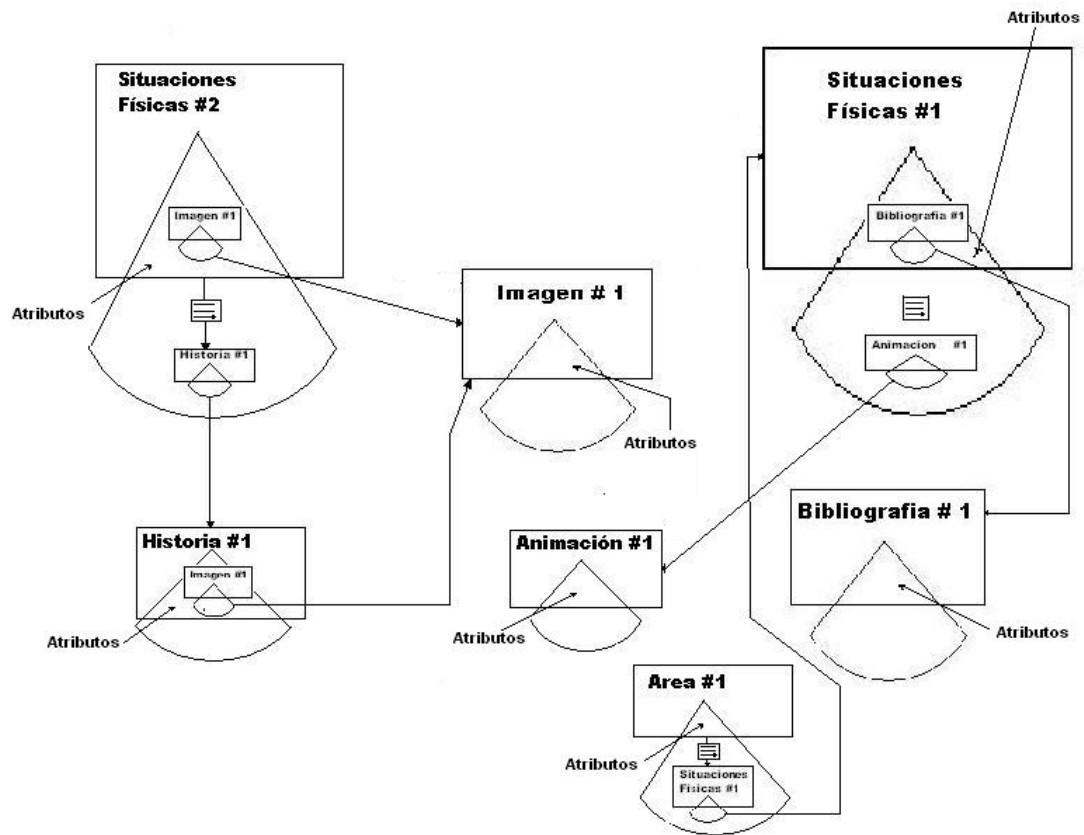 Atributos
Situaciones
Físicas #2
Situaciones
Físicas #1
Imagen #1
Bibliografia #1
Imagen # 1
Atributos
Historia #1
Animacion #1
Atributos
Bibliografia # 1
Historia #1
Animación #1
Imagen #1
Atributos
Atributos
Atributos
Area #1
Atributos
Situaciones
Físicas #1